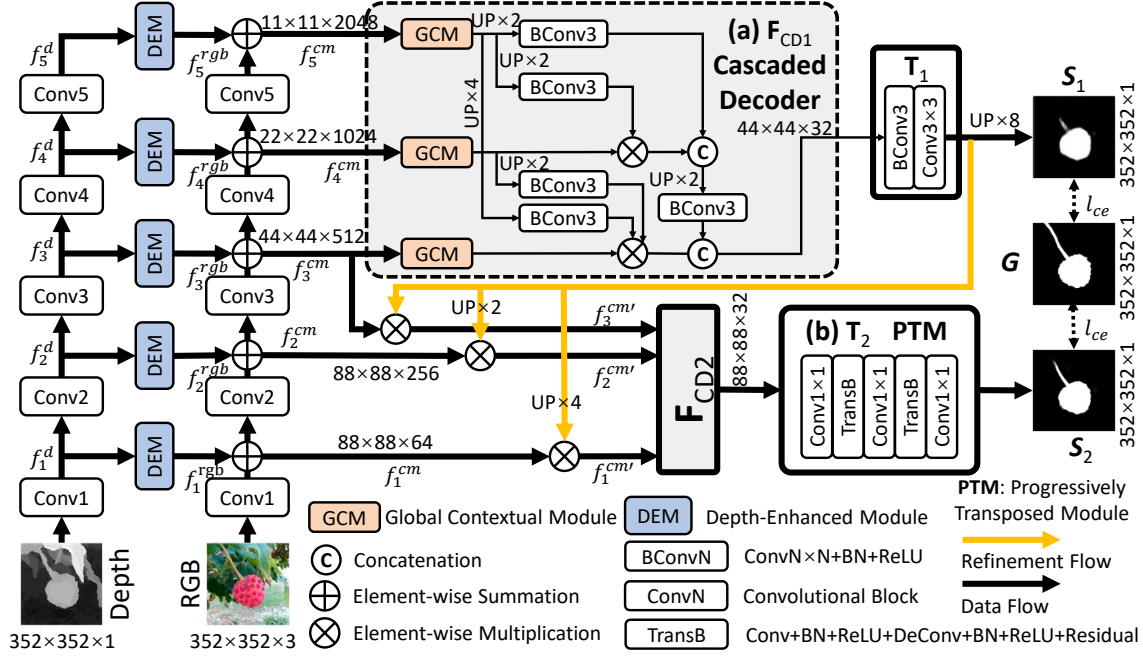 11×11×2048
f_5^{cm}
DEM
f_5^d
f_5^{rgb}
Conv5
Conv5
22×22×1024
f_4^{cm}
DEM
f_4^d
f_4^{rgb}
Conv4
Conv4
44×44×512
f_3^{cm}
DEM
f_3^d
f_3^{rgb}
Conv3
Conv3
f_2^{cm}
88×88×256
DEM
f_2^d
f_2^{rgb}
Conv2
Conv2
88×88×64
f_1^{cm}
DEM
f_1^d
f_1^{rgb}
Conv1
Conv1
Depth
352×352×1
RGB
352×352×3
GCM
UP×2
BConv3
UP×2
BConv3
UP×4
GCM
UP×2
BConv3
BConv3
GCM
C
UP×2
BConv3
C
(a) F_{CD1}
Cascaded
Decoder
44×44×32
T_1
BConv3
Conv3×3
UP×8
S_1
352×352×1
l_{ce}
G
352×352×1
l_{ce}
352×352×1
S_2
UP×2
UP×4
f_3^{cm′}
f_2^{cm′}
f_1^{cm′}
F_{CD2}
88×88×32
(b) T_2 PTM
Conv1×1
TransB
Conv1×1
TransB
Conv1×1
GCM Global Contextual Module
C Concatenation
Element-wise Summation
Element-wise Multiplication
DEM Depth-Enhanced Module
BConvN ConvN×N+BN+ReLU
ConvN Convolutional Block
TransB Conv+BN+ReLU+DeConv+BN+ReLU+Residual
PTM: Progressively
Transposed Module
Refinement Flow
Data Flow